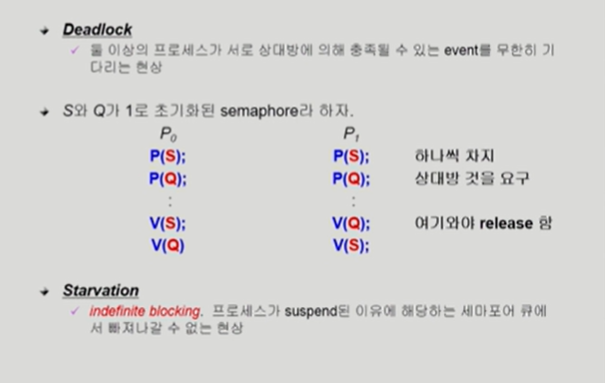 Deadlock
둘 이상의 프로세스가 서로 상대방에 의해 충족될 수 있는 event를 무한히 기
다리는 현상
S와 Q가 1로 초기화된 semaphore라 하자.
P0 P1
P(S); P(S); 하나씩 차지
P(Q); P(Q); 상대방 것을 요구
: :
V(S); V(Q); 여기와야 release 함
V(Q) V(S);
Starvation
indefinite blocking. 프로세스가 suspend된 이유에 해당하는 세마포어 큐에
서 빠져나갈 수 없는 현상